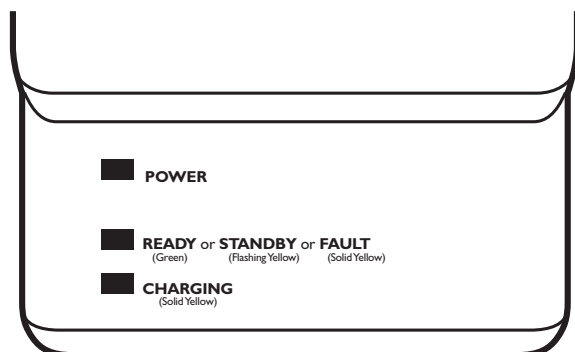 POWER
READY or STANDBY or FAULT
(Green) (Flashing Yellow) (Solid Yellow)
CHARGING
(Solid Yellow)